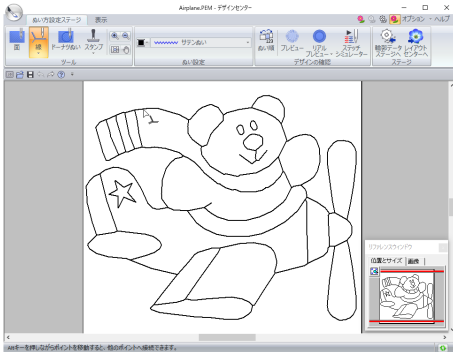 Airplane.PEM - デザインセンター
ぬい方設定ステージ 表示 オプション ヘルプ
面 線 ドーナツぬい スタンプ サテンぬい ぬい順 プレビュー リアルプレビュー ステッチシミュレーター 輪郭データステージへ レイアウトセンターへ
ツール ぬい設定 デザインの確認 ステージ
リファレンスウィンドウ
位置とサイズ 画像
Altキーを押しながらポイントを移動すると、他のポイントへ接続できます。